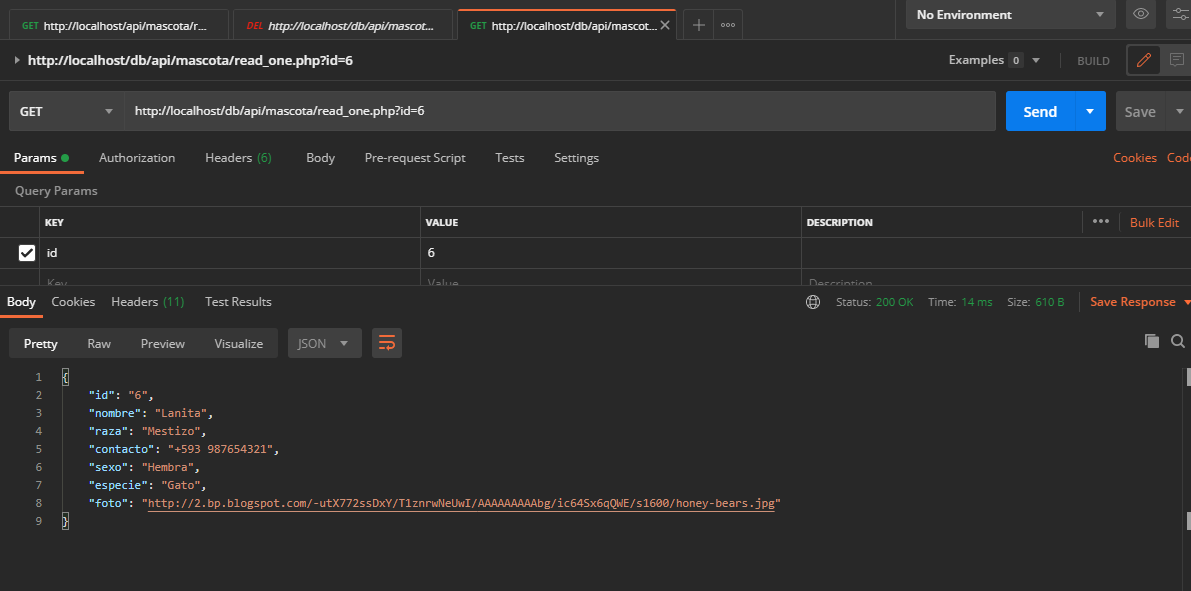 GET http://localhost/api/mascota/r... DEL http://localhost/db/api/mascot... GET http://localhost/db/api/mascot... No Environment
http://localhost/db/api/mascota/read_one.php?id=6 Examples 0 BUILD
GET http://localhost/db/api/mascota/read_one.php?id=6 Send Save
Params Authorization Headers (6) Body Pre-request Script Tests Settings Cookies Code
Query Params
KEY VALUE DESCRIPTION ••• Bulk Edit
id 6
Key Value Description
Body Cookies Headers (11) Test Results Status: 200 OK Time: 14 ms Size: 610 B Save Response
Pretty Raw Preview Visualize JSON
1 {
2 "id": "6",
3 "nombre": "Lanita",
4 "raza": "Mestizo",
5 "contacto": "+593 987654321",
6 "sexo": "Hembra",
7 "especie": "Gato",
8 "foto": "http://2.bp.blogspot.com/-utX772ssDxY/T1znrwNeUwI/AAAAAAAAAbg/ic64Sx6qQWE/s1600/honey-bears.jpg"
9 }